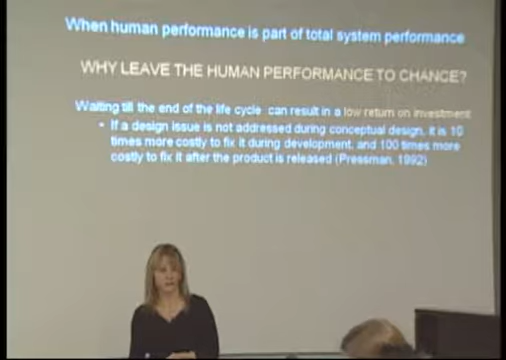 When human performance is part of total system performance
WHY LEAVE THE HUMAN PERFORMANCE TO CHANCE?
Waiting till the end of the life cycle can result in a low return on investment
• If a design issue is not addressed during conceptual design, it is 10
times more costly to fix it during development, and 100 times more
costly to fix it after the product is released (Pressman, 1992)